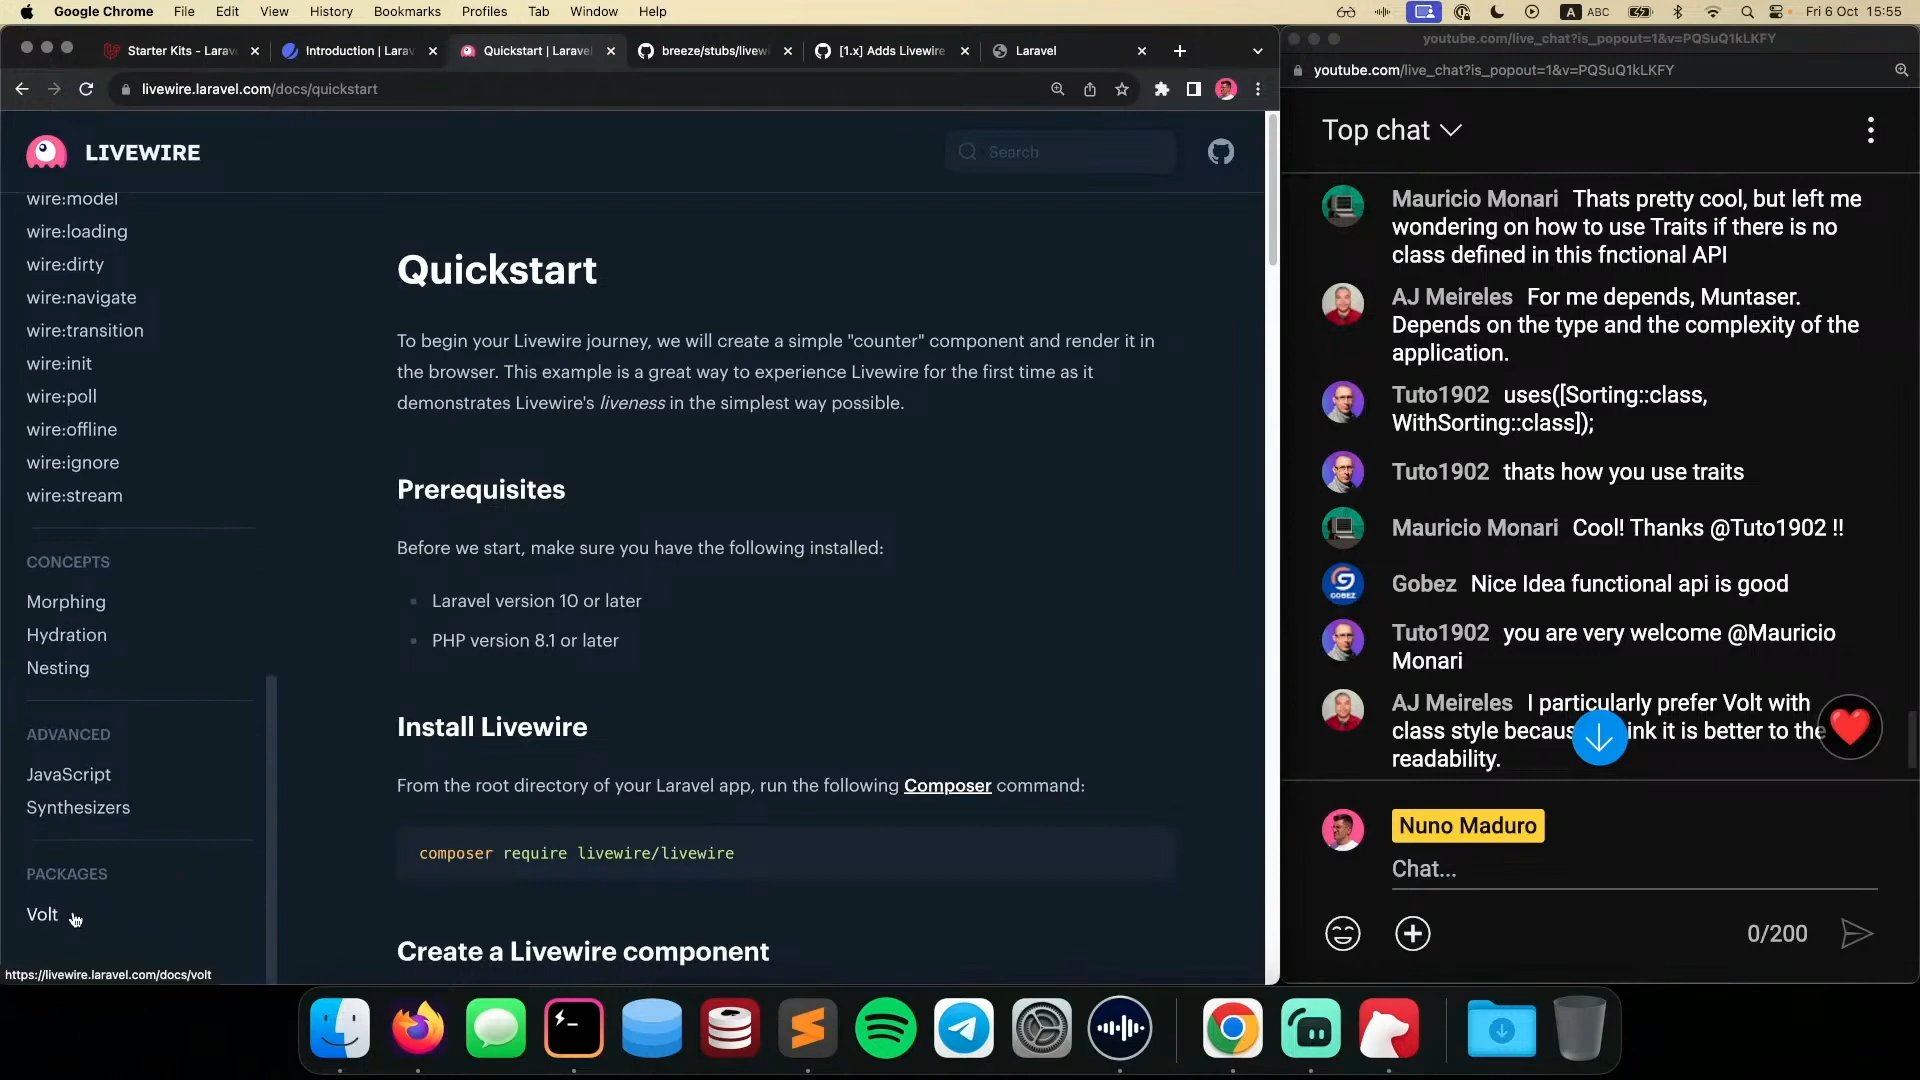 Google Chrome File Edit View History Bookmarks Profiles Tab Window Help
A ABC Fri 6 Oct 15:55
Starter Kits - Larav
Introduction | Larav
Quickstart | Laravel
breeze/stubs/livew
[1.x] Adds Livewire
Laravel
livewire.laravel.com/docs/quickstart
LIVEWIRE
Search
wire:model
wire:loading
wire:dirty
wire:navigate
wire:transition
wire:init
wire:poll
wire:offline
wire:ignore
wire:stream
CONCEPTS
Morphing
Hydration
Nesting
ADVANCED
JavaScript
Synthesizers
PACKAGES
Volt
https://livewire.laravel.com/docs/volt
Quickstart
To begin your Livewire journey, we will create a simple "counter" component and render it in
the browser. This example is a great way to experience Livewire for the first time as it
demonstrates Livewire's liveness in the simplest way possible.
Prerequisites
Before we start, make sure you have the following installed:
Laravel version 10 or later
PHP version 8.1 or later
Install Livewire
From the root directory of your Laravel app, run the following Composer command:
composer require livewire/livewire
Create a Livewire component
youtube.com/live_chat?is_popout=1&v=PQSuQ1kLKFY
youtube.com/live_chat?is_popout=1&v=PQSuQ1kLKFY
Top chat
Mauricio Monari Thats pretty cool, but left me
wondering on how to use Traits if there is no
class defined in this fnctional API
AJ Meireles For me depends, Muntaser.
Depends on the type and the complexity of the
application.
Tuto1902 uses([Sorting::class,
WithSorting::class]);
Tuto1902 thats how you use traits
Mauricio Monari Cool! Thanks @Tuto1902 !!
GOBEZ
Gobez Nice Idea functional api is good
Tuto1902 you are very welcome @Mauricio
Monari
AJ Meireles I particularly prefer Volt with
class style becaus ink it is better to the
readability.
Nuno Maduro
Chat...
0/200